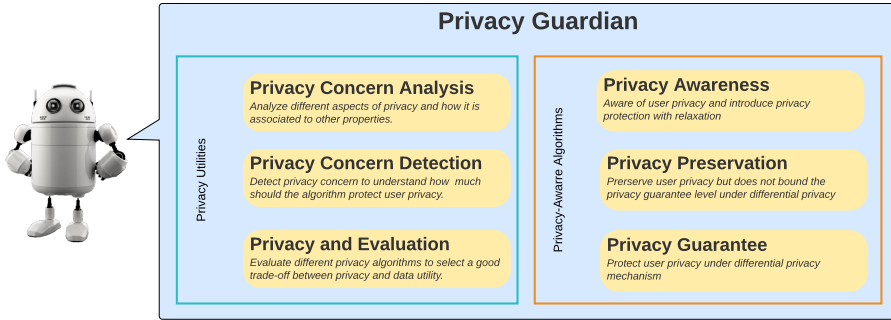 Privacy Guardian
Privacy Utilities
Privacy Concern Analysis
Analyze different aspects of privacy and how it is
associated to other properties.
Privacy Concern Detection
Detect privacy concern to understand how  much
should the algorithm protect user privacy.
Privacy and Evaluation
Evaluate different privacy algorithms to select a good
trade-off between privacy and data utility.
Privacy-Awarre Algorithms
Privacy Awareness
Aware of user privacy and introduce privacy
protection with relaxation
Privacy Preservation
Prerserve user privacy but does not bound the
privacy guarantee level under differential privacy
Privacy Guarantee
Protect user privacy under differential privacy
mechanism